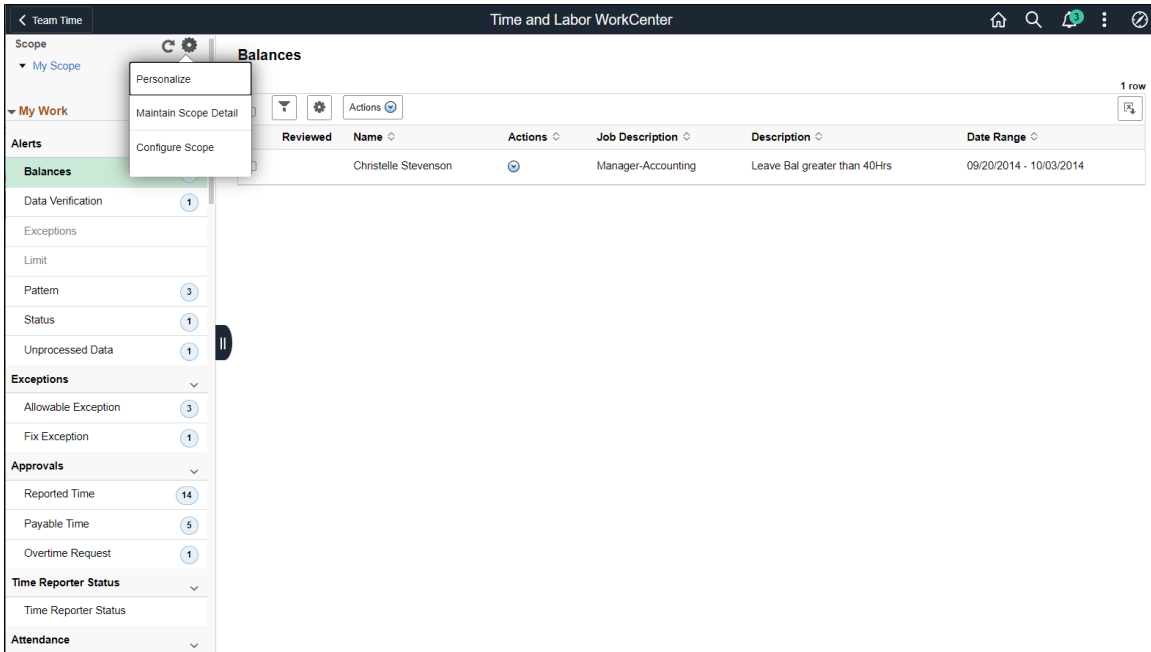 Team Time
Time and Labor WorkCenter
3
Scope
My Scope
Personalize
Maintain Scope Detail
Configure Scope
My Work
Alerts
Balances
Data Verification 1
Exceptions
Limit
Pattern 3
Status 1
Unprocessed Data 1
Exceptions
Allowable Exception 3
Fix Exception 1
Approvals
Reported Time 14
Payable Time 5
Overtime Request 1
Time Reporter Status
Time Reporter Status
Attendance
Balances
1 row
Actions
Reviewed Name Actions Job Description Description Date Range
Christelle Stevenson Manager-Accounting Leave Bal greater than 40Hrs 09/20/2014 - 10/03/2014